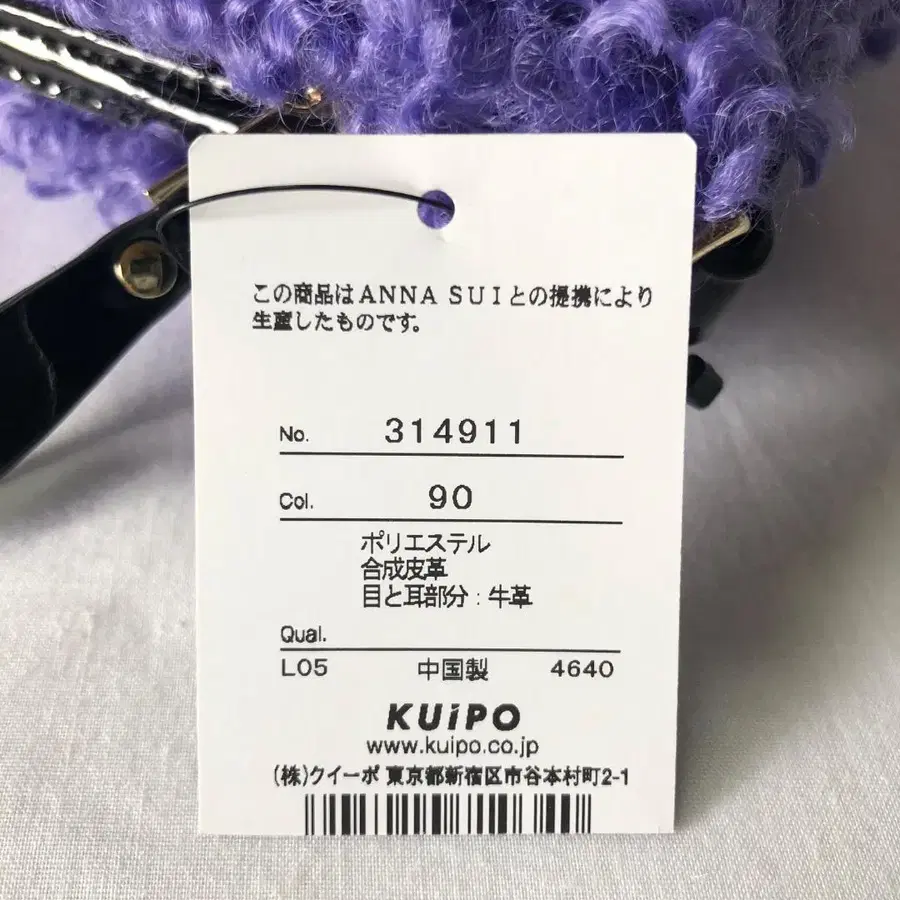 この商品はANNA SUIとの提携により
生産したものです。
No. 314911
Col. 90
ポリエステル
合成皮革
目と耳部分：牛革
Qual.
L05 中国製 4640
KUiPO
www.kuipo.co.jp
(株)クイーポ 東京都新宿区市谷本村町2-1